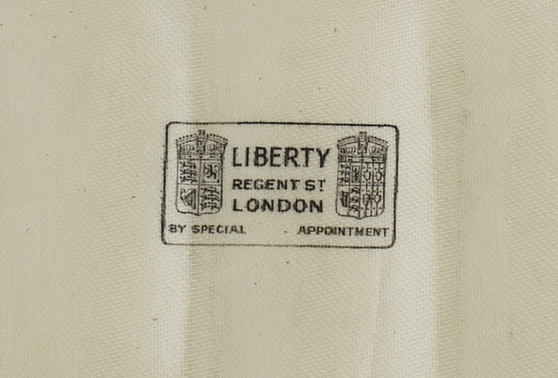 LIBERTY
REGENT ST
LONDON
BY SPECIAL APPOINTMENT